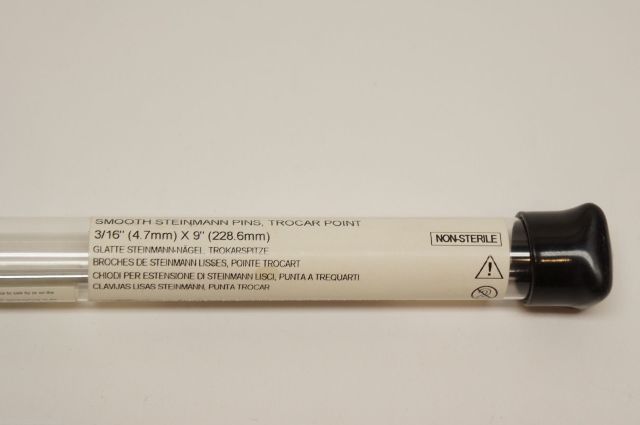 SMOOTH STEINMANN PINS, TROCAR POINT
3/16" (4.7mm) X 9" (228.6mm)
NON-STERILE
GLATTE STEINMANN-NÄGEL, TROKARSPITZE
BROCHES DE STEINMANN LISSES, POINTE TROCART
CHIODI PER ESTENSIONE DI STEINMANN LISCI, PUNTA A TREQUARTI
CLAVIJAS LISAS STEINMANN, PUNTA TROCAR